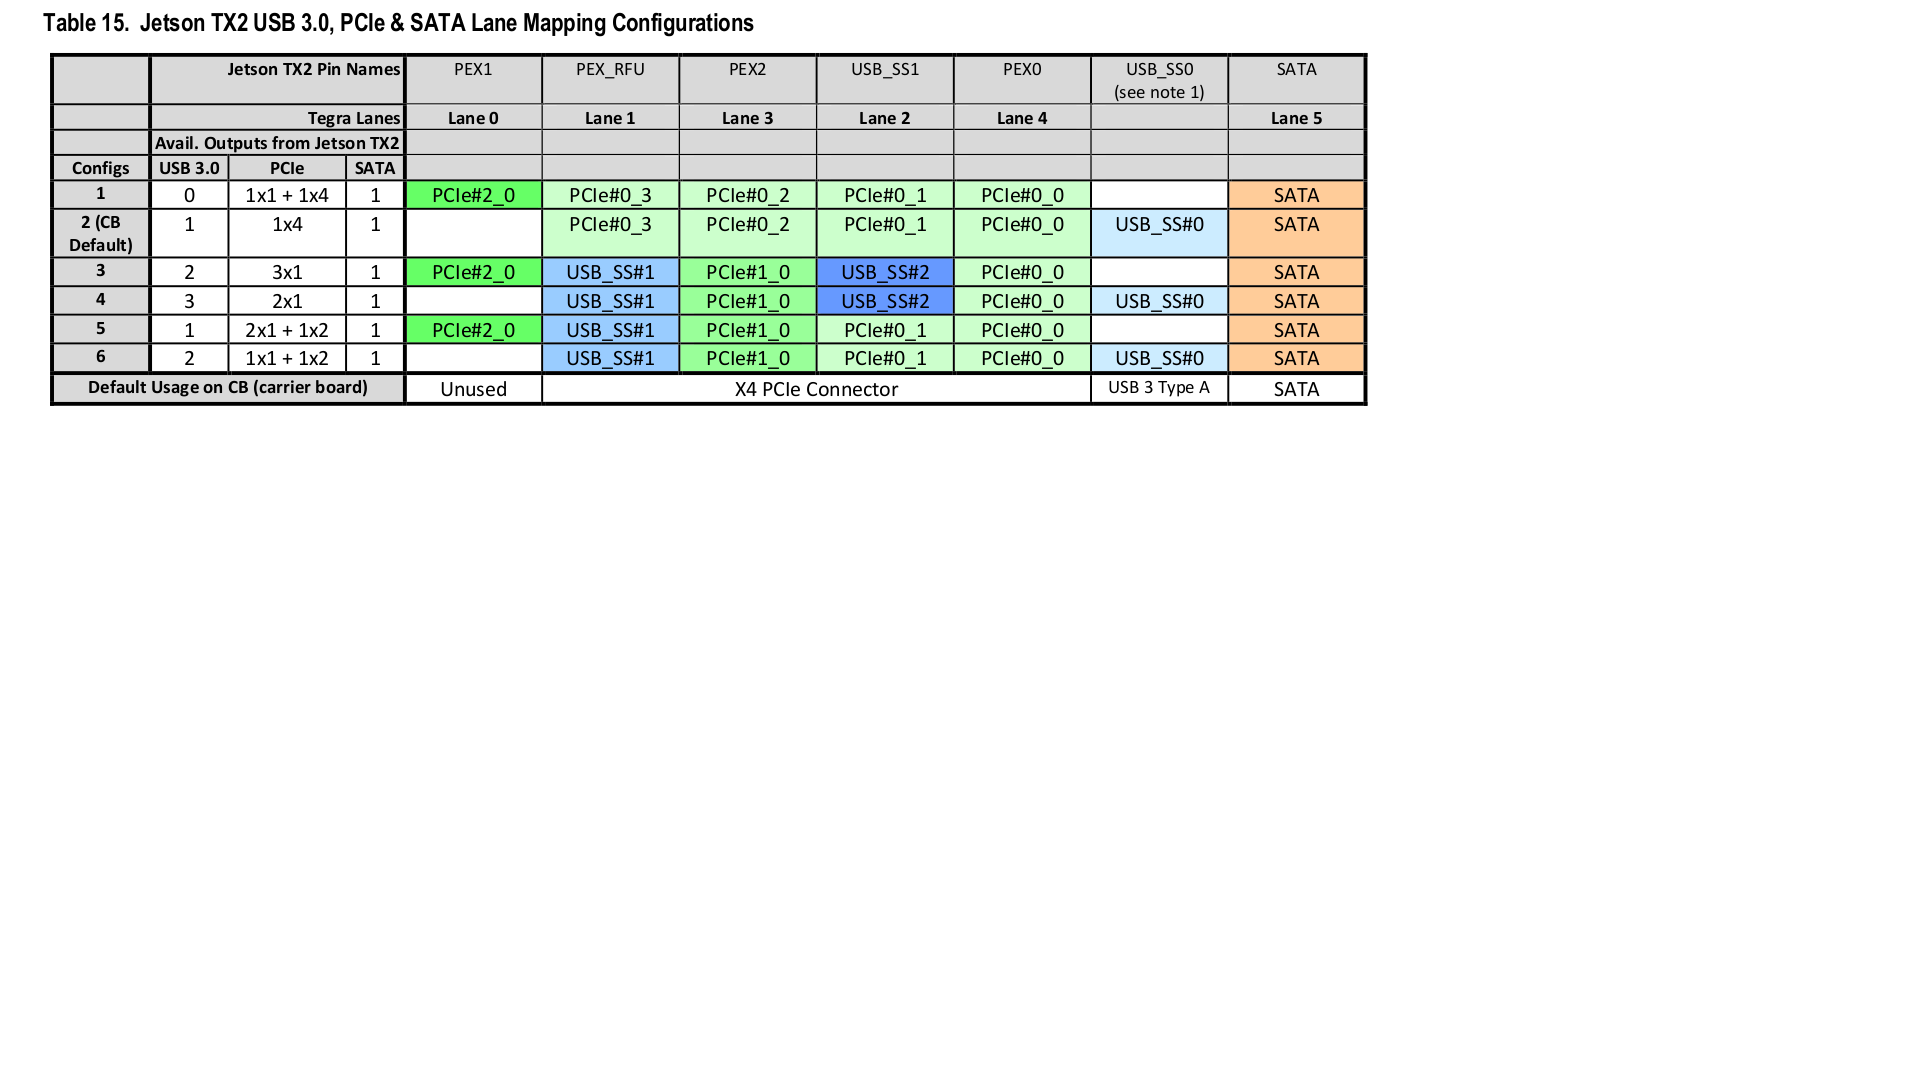 Table 15. Jetson TX2 USB 3.0, PCIe & SATA Lane Mapping Configurations
Jetson TX2 Pin Names PEX1 PEX_RFU PEX2 USB_SS1 PEX0 USB_SS0 SATA
(see note 1)
Tegra Lanes Lane 0 Lane 1 Lane 3 Lane 2 Lane 4 Lane 5
Avail. Outputs from Jetson TX2
Configs USB 3.0 PCIe SATA
1 0 1x1 + 1x4 1 PCIe#2_0 PCIe#0_3 PCIe#0_2 PCIe#0_1 PCIe#0_0 SATA
2 (CB 1 1x4 1 PCIe#0_3 PCIe#0_2 PCIe#0_1 PCIe#0_0 USB_SS#0 SATA
Default)
3 2 3x1 1 PCIe#2_0 USB_SS#1 PCIe#1_0 USB_SS#2 PCIe#0_0 SATA
4 3 2x1 1 USB_SS#1 PCIe#1_0 USB_SS#2 PCIe#0_0 USB_SS#0 SATA
5 1 2x1 + 1x2 1 PCIe#2_0 USB_SS#1 PCIe#1_0 PCIe#0_1 PCIe#0_0 SATA
6 2 1x1 + 1x2 1 USB_SS#1 PCIe#1_0 PCIe#0_1 PCIe#0_0 USB_SS#0 SATA
Default Usage on CB (carrier board) Unused X4 PCIe Connector USB 3 Type A SATA